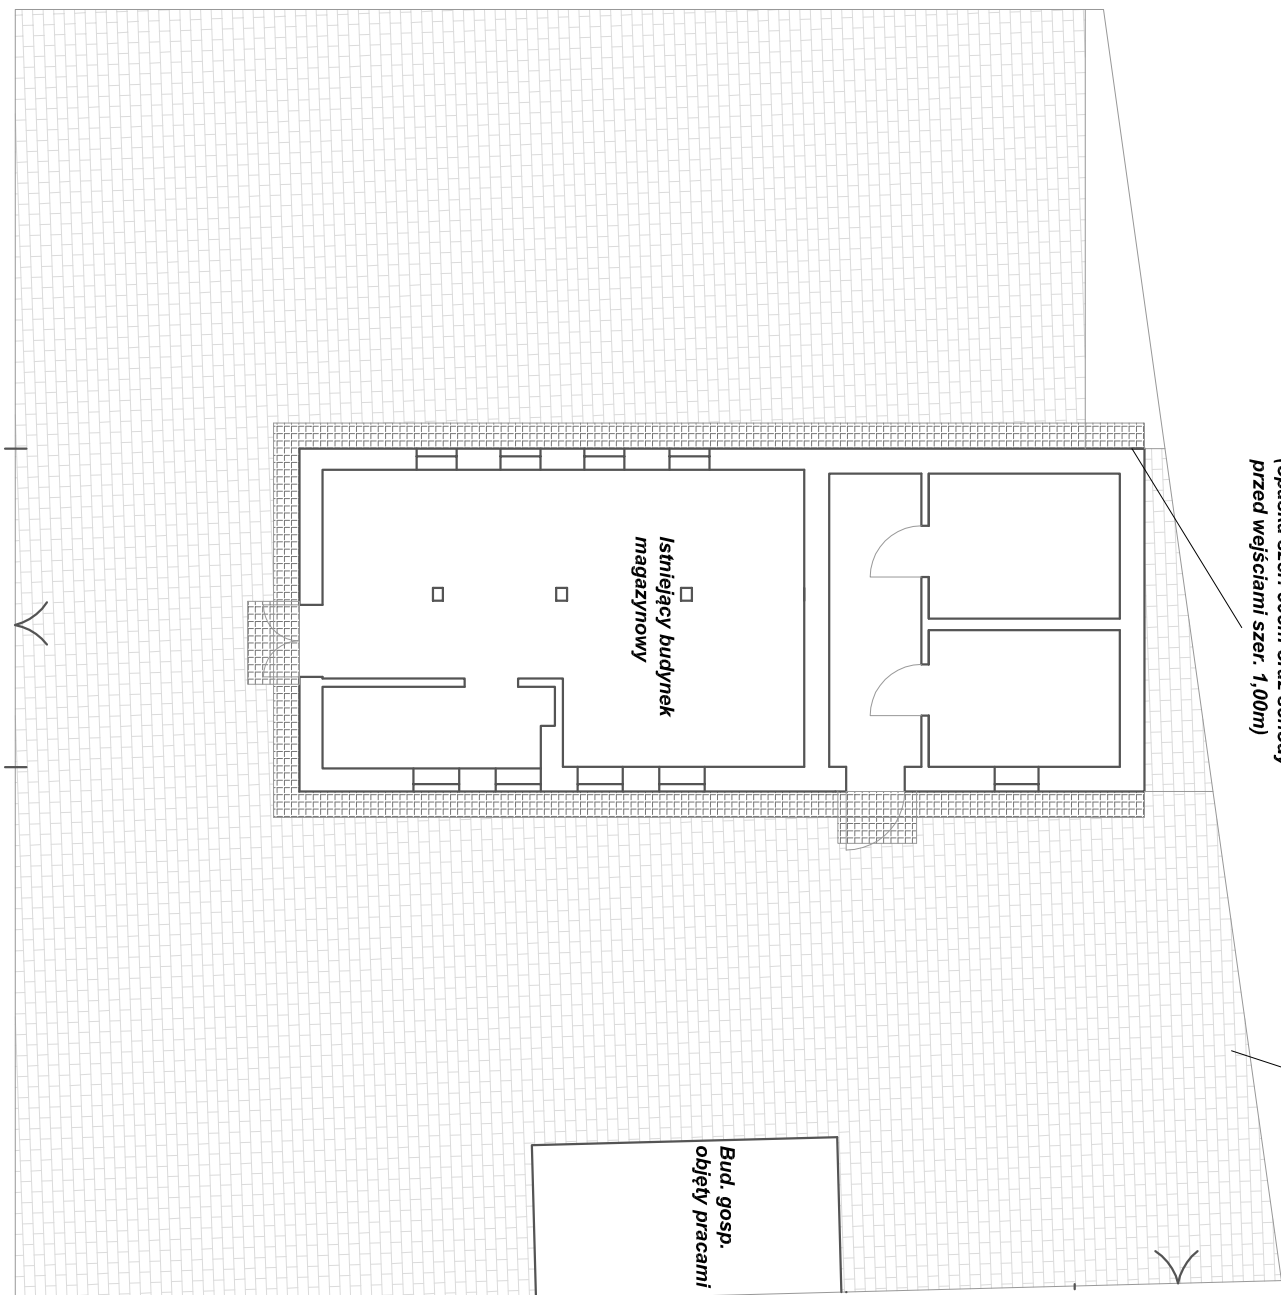 przed wejściami szer. 1,00m)
Istniejący budynek
magazynowy
Bud. gosp.
objęty pracami